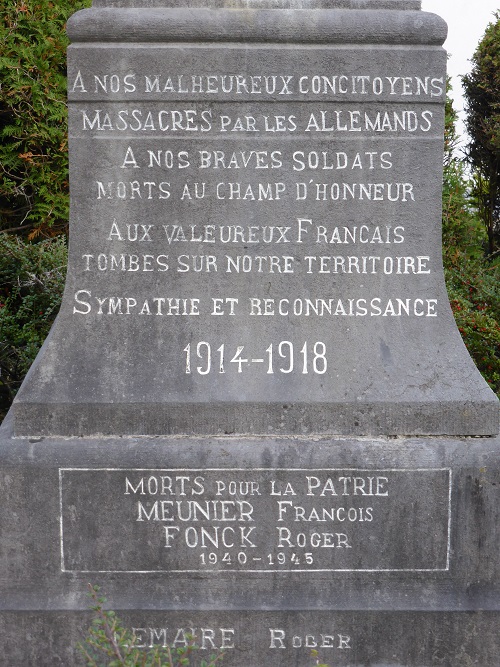 A NOS MALHEUREUX CONCITOYENS
MASSACRES PAR LES ALLEMANDS
A NOS BRAVES SOLDATS
MORTS AU CHAMP D'HONNEUR
AUX VALEUREUX FRANCAIS
TOMBES SUR NOTRE TERRITOIRE
SYMPATHIE ET RECONNAISSANCE
1914-1918
MORTS POUR LA PATRIE
MEUNIER FRANCOIS
FONCK ROGER
1940-1945
LEMAIRE ROGER